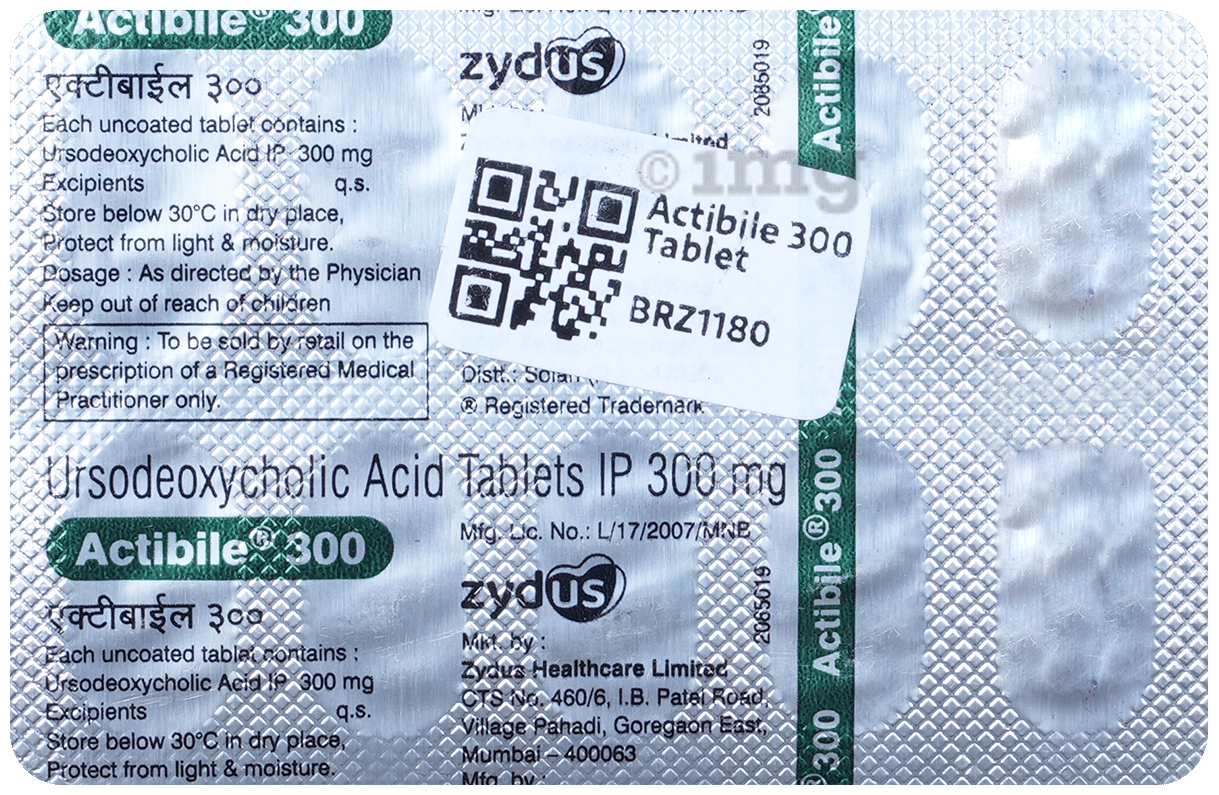 Actibile® 300
zydus
एक्टीबाईल ३००
Each uncoated tablet contains :
Ursodeoxycholic Acid IP 300 mg
Excipients q.s.
Store below 30°C in dry place,
Protect from light & moisture.
Dosage : As directed by the Physician
Keep out of reach of children
Warning : To be sold by retail on the
prescription of a Registered Medical
Practitioner only.
Limited
2085019
Actibile
© 1mg
Actibile 300
Tablet
BRZ1180
Distt.: Solan
® Registered Trademark
Ursodeoxycholic Acid Tablets IP 300 mg
Actibile® 300
एक्टीबाईल ३००
Each uncoated tablet contains :
Ursodeoxycholic Acid IP 300 mg
Excipients q.s.
Store below 30°C in dry place,
Protect from light & moisture.
Mfg. Lic. No.: L/17/2007/MNB
zydus
Mkt. by :
Zydus Healthcare Limited
CTS No. 460/6, I.B. Patel Road,
Village Pahadi, Goregaon East,
Mumbai – 400063
Mfg. by :
2085019
Actibile® 300
® 300